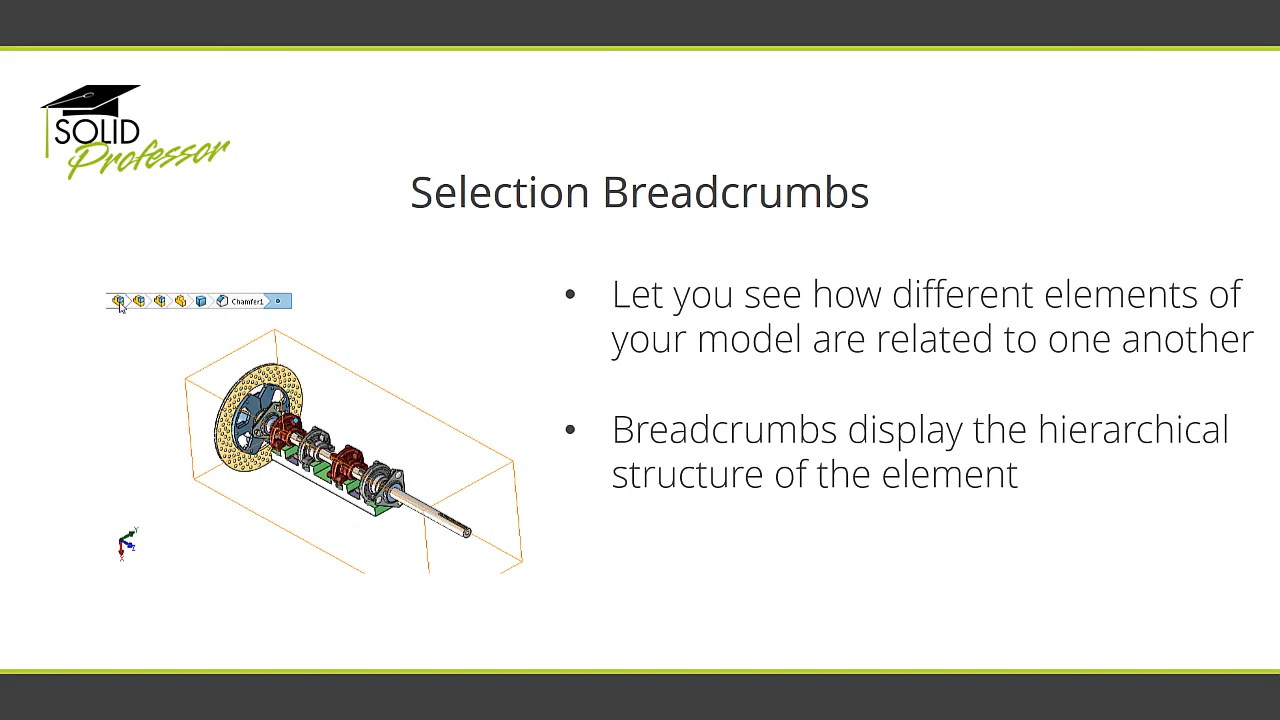 SOLID
Professor
Selection Breadcrumbs
Chamfer1
• Let you see how different elements of
your model are related to one another
• Breadcrumbs display the hierarchical
structure of the element
Y
Z
X